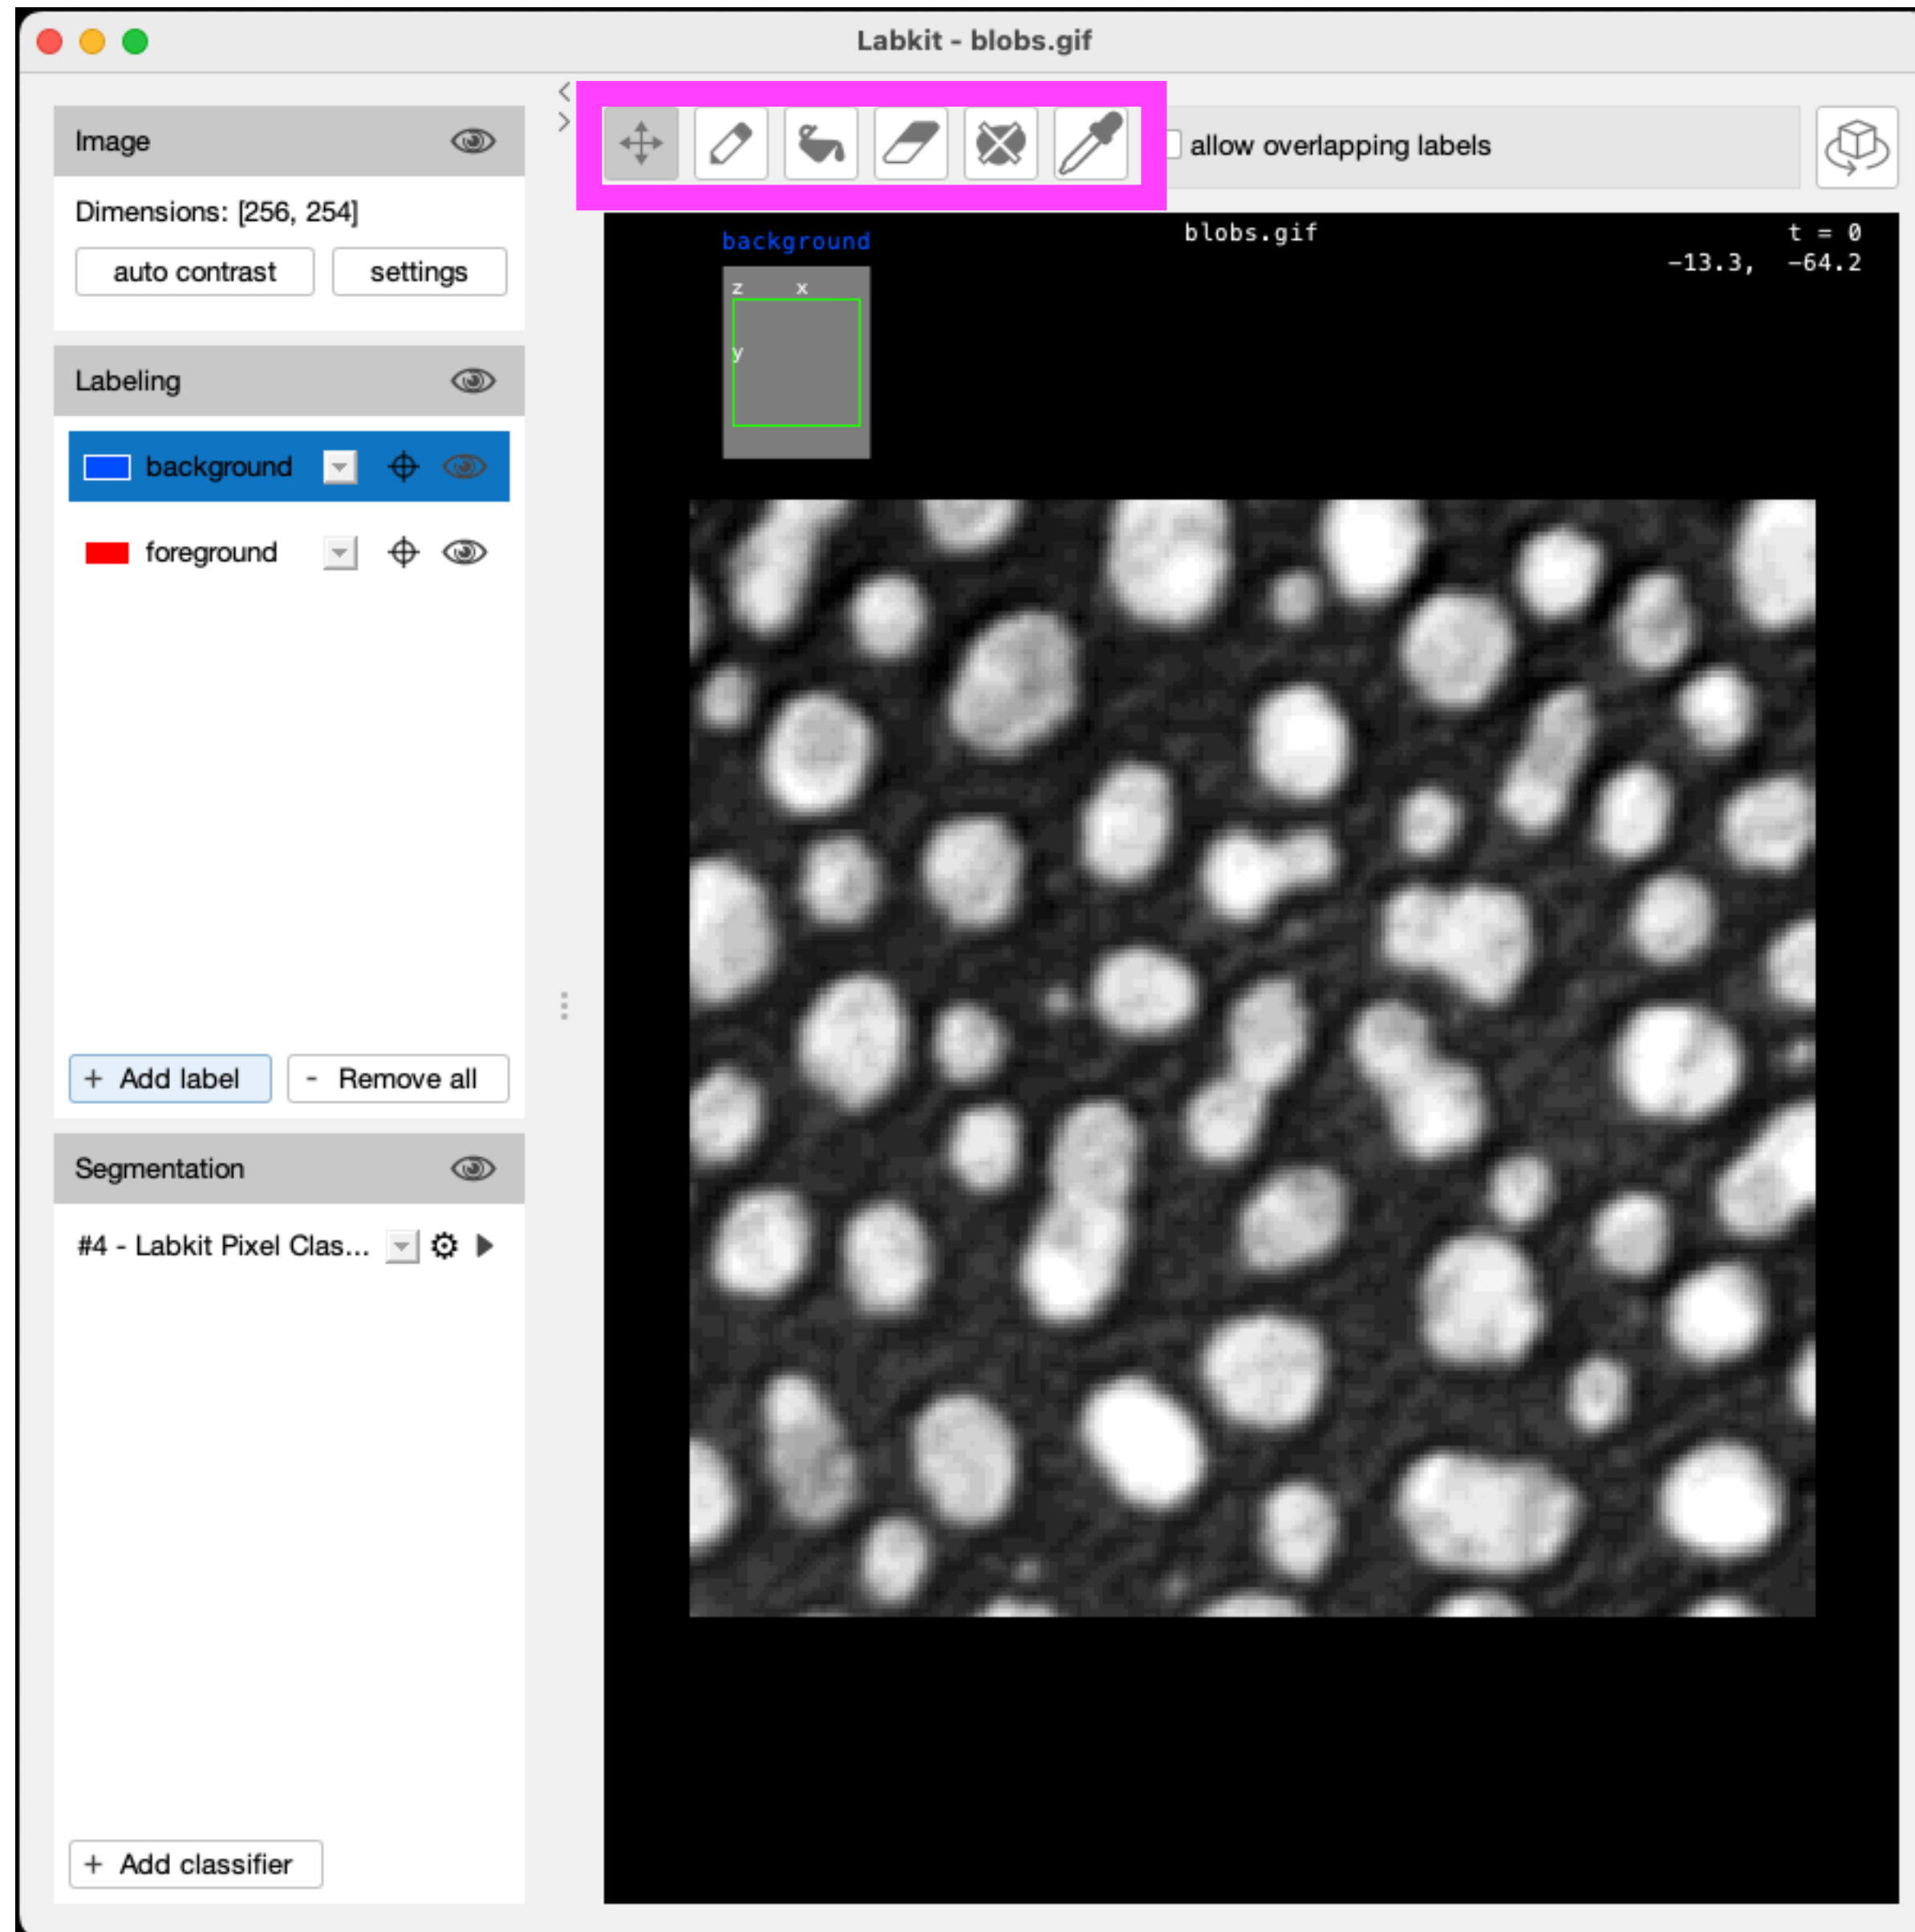 Labkit - blobs.gif
Image
Dimensions: [256, 254]
auto contrast
settings
Labeling
background
foreground
+ Add label
- Remove all
Segmentation
#4 - Labkit Pixel Clas...
+ Add classifier
allow overlapping labels
background
blobs.gif
t = 0
-13.3, -64.2
z x
y